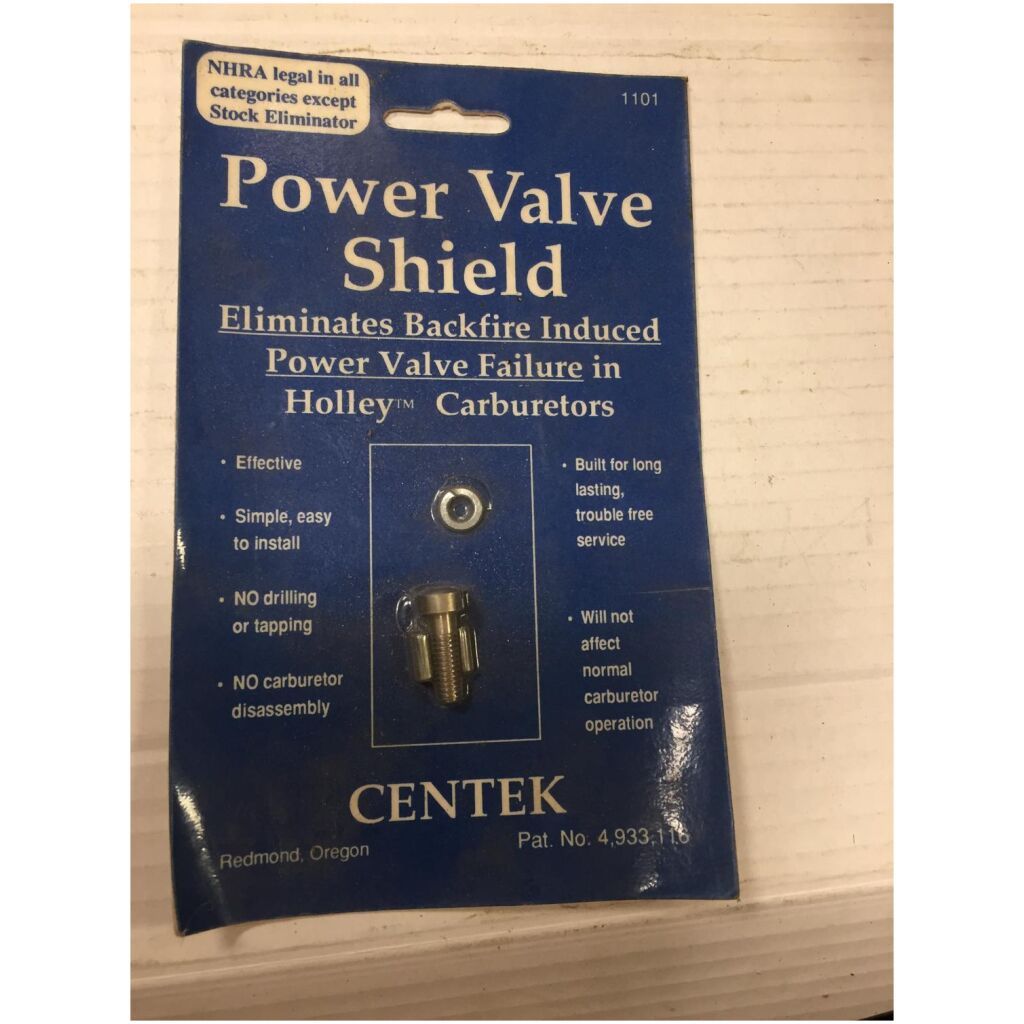 NHRA legal in all
categories except
Stock Eliminator
1101
Power Valve
Shield
Eliminates Backfire Induced
Power Valve Failure in
Holley™ Carburetors
• Effective
• Simple, easy
to install
• NO drilling
or tapping
• NO carburetor
disassembly
• Built for long
lasting,
trouble free
service
• Will not
affect
normal
carburetor
operation
CENTEK
Redmond, Oregon
Pat. No. 4,933,116